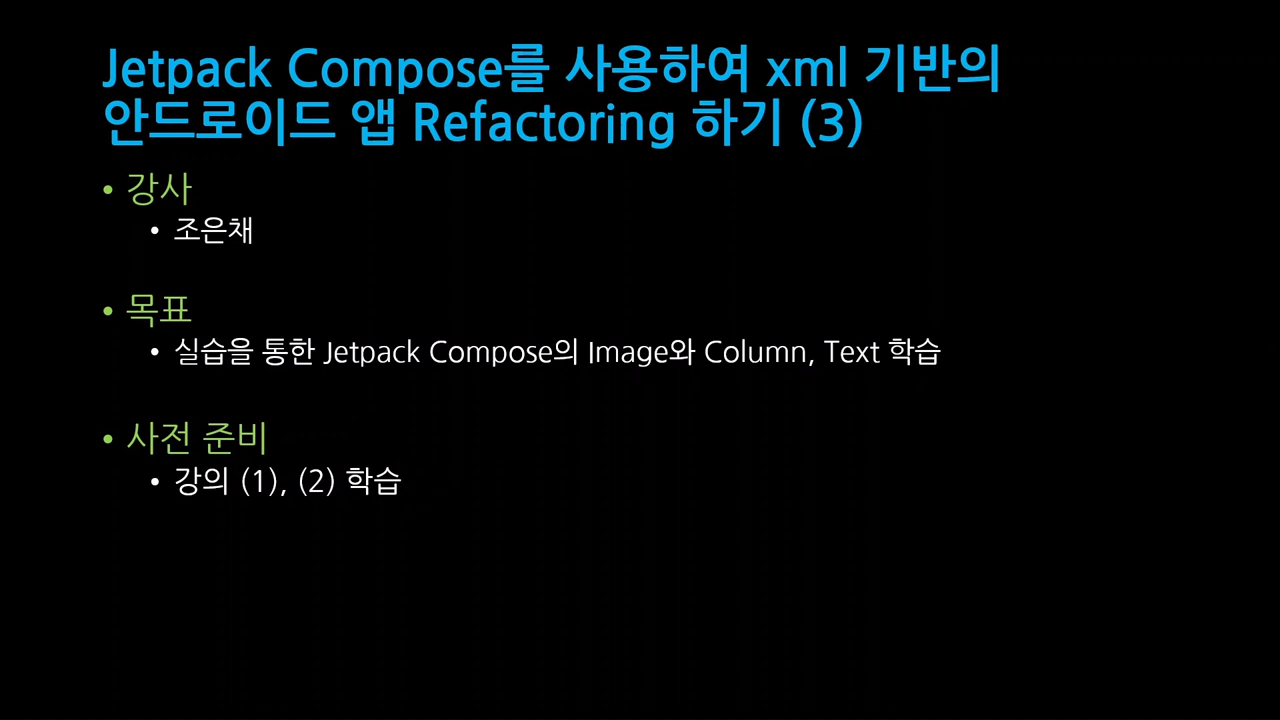 Jetpack Compose를 사용하여 xml 기반의
안드로이드 앱 Refactoring 하기 (3)
• 강사
• 조은채
• 목표
• 실습을 통한 Jetpack Compose의 Image와 Column, Text 학습
• 사전 준비
• 강의 (1), (2) 학습